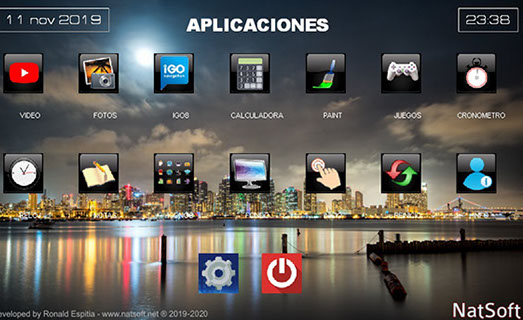 11 nov 2019
APLICACIONES
23:38
iGO
VIDEO
FOTOS
IGO8
CALCULADORA
PAINT
JUEGOS
CRONOMETRO
NatSoft
eveloped by Ronald Espitia - www.natsoft.net ® 2019-2020